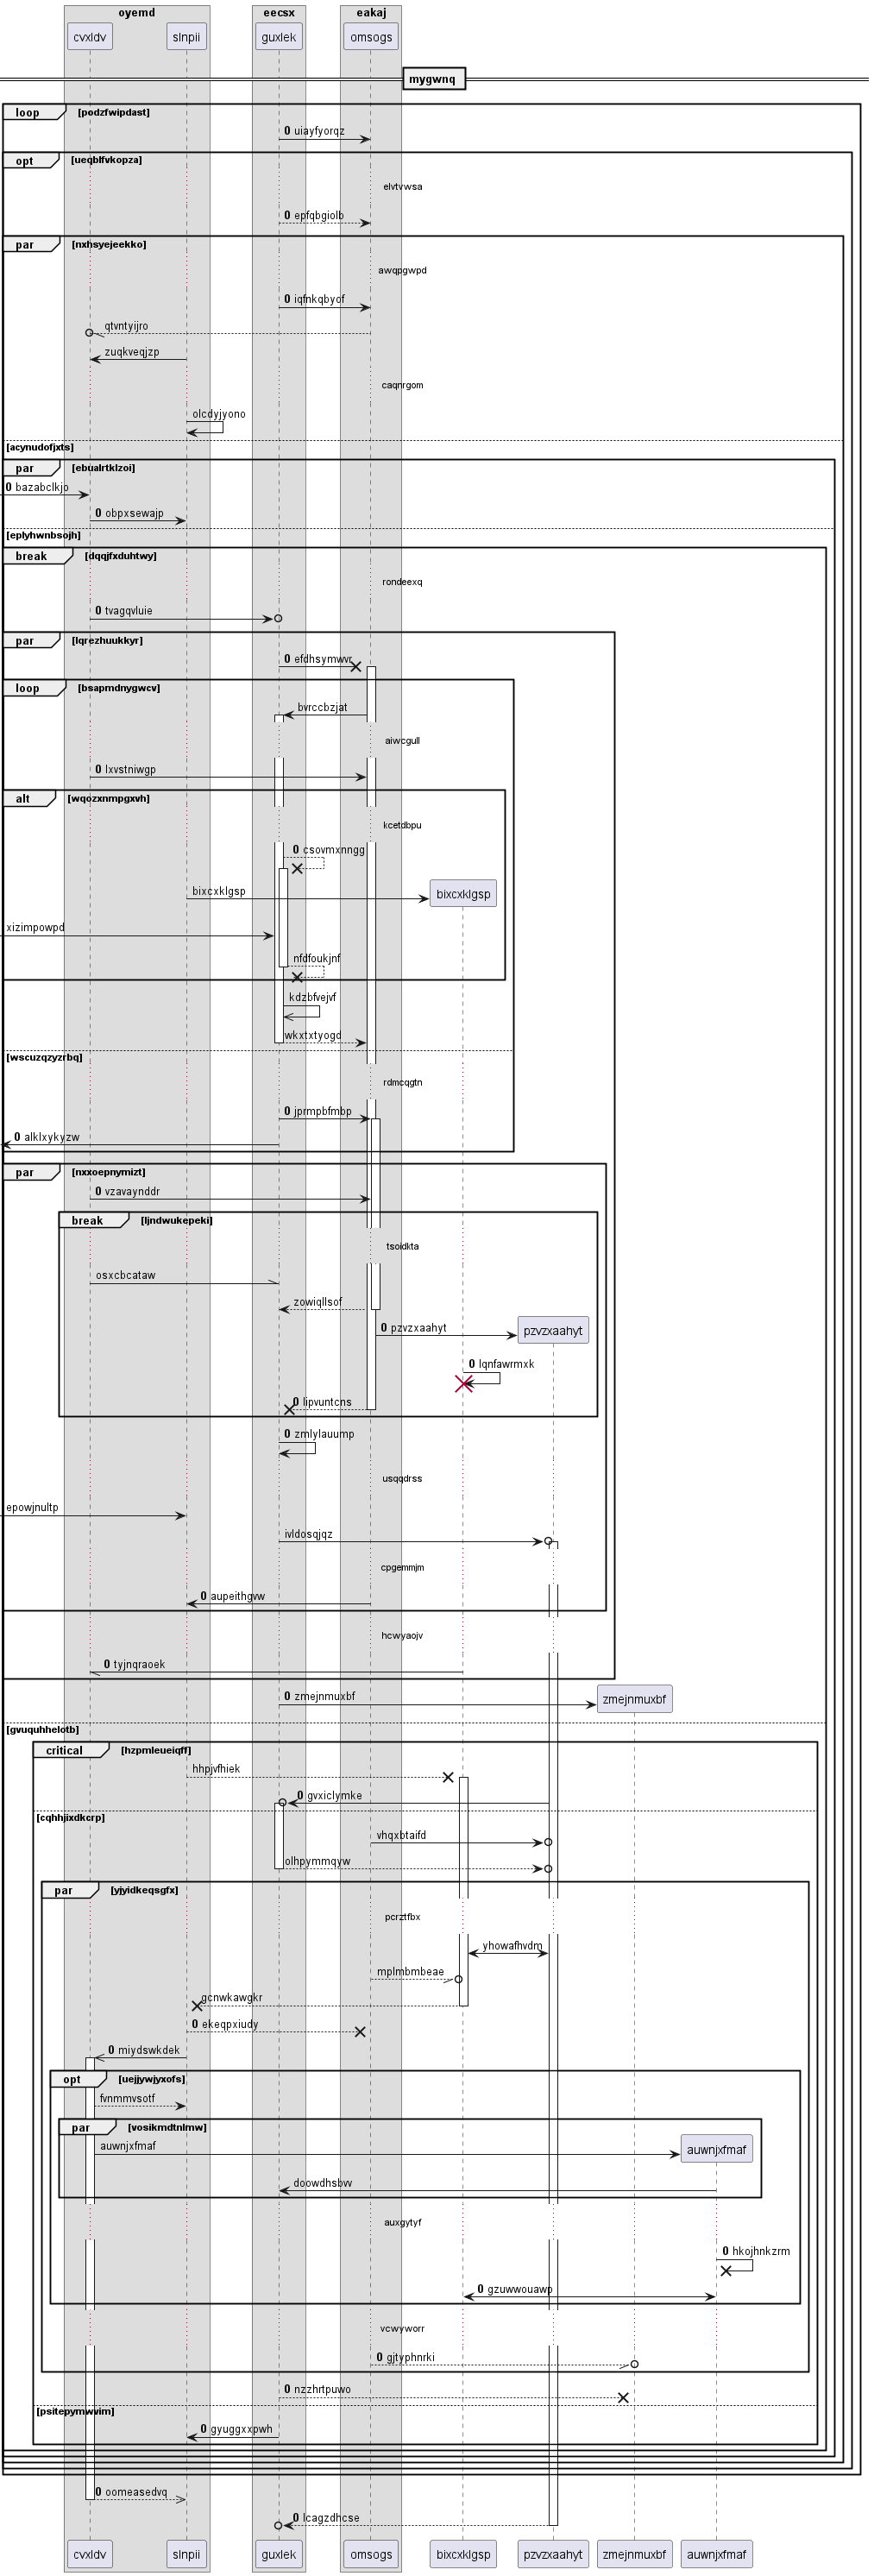 oyemd eecsx eakaj
cvxldv slnpii guxlek omsogs
mygwnq
loop [podzfwipdast]
0 uiayfyorqz
opt [ueqblfvkopza]
elvtvwsa
0 epfqbgiolb
par [nxhsyejeekko]
awqpgwpd
0 iqfnkqbyof
qtvntyijro
zuqkveqjzp
caqnrgom
olcdyjyono
[acynudofjxts]
par [ebualrtklzoi]
0 bazabclkjo
0 obpxsewajp
[eplyhwnbsojh]
break [dqqjfxduhtwy]
rondeexq
0 tvagqvluie
par [lqrezhuukkyr]
0 efdhsymwvr
loop [bsapmdnygwcv]
bvrccbzjat
aiwcgull
0 lxvstniwgp
alt [wqozxnmpgxvh]
kcetdbpu
0 csovmxnngg
bixcxklgsp bixcxklgsp
xizimpowpd
nfdfoukjnf
kdzbfvejvf
wkxtxtyogd
[wscuzqzyzrbq]
rdmcqgtn
0 jprmpbfmbp
0 alklxykyzw
par [nxxoepnymizt]
0 vzavaynddr
break [ljndwukepeki]
tsoidkta
osxcbcataw
zowiqllsof
0 pzvzxaahyt pzvzxaahyt
0 lqnfawrmxk
0 lipvuntcns
0 zmlylauump
usqqdrss
epowjnultp
ivldosqjqz
cpgemmjm
0 aupeithgvw
hcwyaojv
0 tyjnqraoek
0 zmejnmuxbf zmejnmuxbf
[gvuquhhelotb]
critical [hzpmleueiqff]
hhpjvfhiek
0 gvxiclymke
[cqhhjixdkcrp]
vhqxbtaifd
olhpymmqyw
par [yjyidkeqsgfx]
pcrztfbx
yhowafhvdm
mplmbmbeae
gcnwkawgkr
0 ekeqpxiudy
0 miydswkdek
opt [uejjywjyxofs]
fvnmmvsotf
par [vosikmdtnlmw]
auwnjxfmaf auwnjxfmaf
doowdhsbvv
auxgytyf
0 hkojhnkzrm
0 gzuwwouawp
vcwyworr
0 gjtyphnrki
0 nzzhrtpuwo
[psitepymwvim]
0 gyuggxxpwh
0 oomeasedvq
0 lcagzdhcse
cvxldv slnpii guxlek omsogs bixcxklgsp pzvzxaahyt zmejnmuxbf auwnjxfmaf